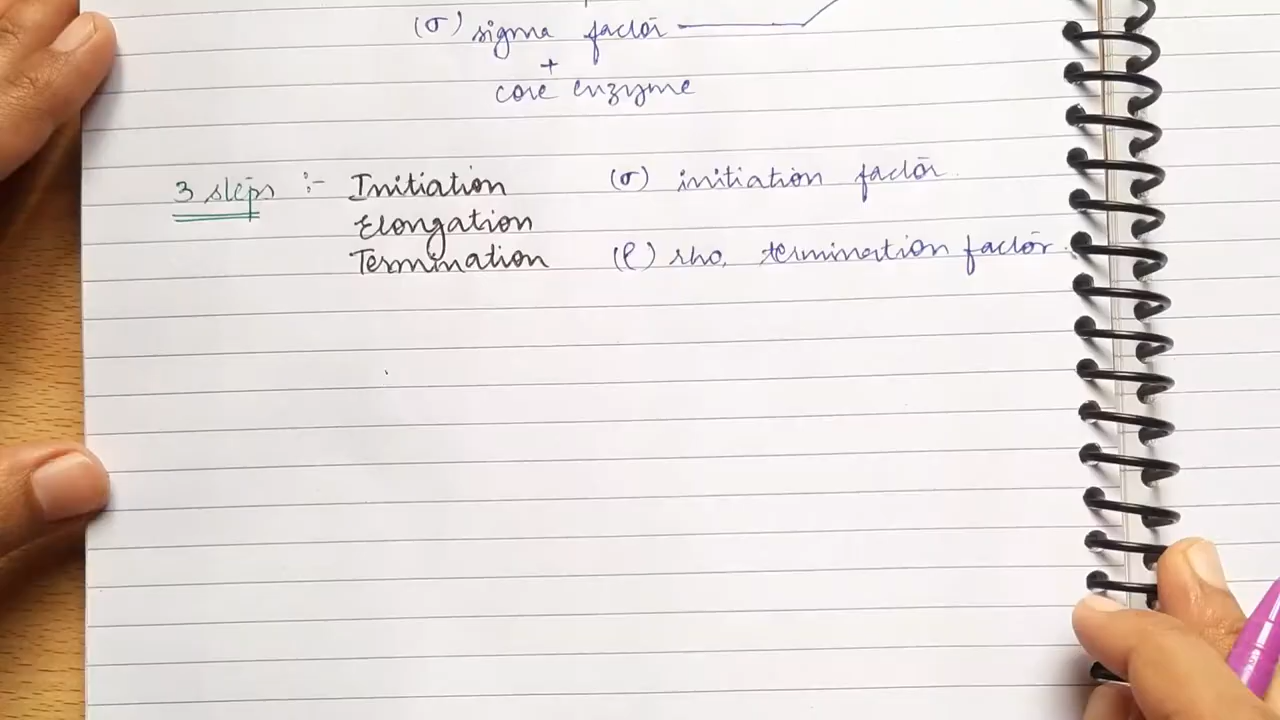 (σ) sigma factor
+
core enzyme
3 steps :- Initiation (σ) initiation factor.
Elongation
Termination (ρ) rho, termination factor.